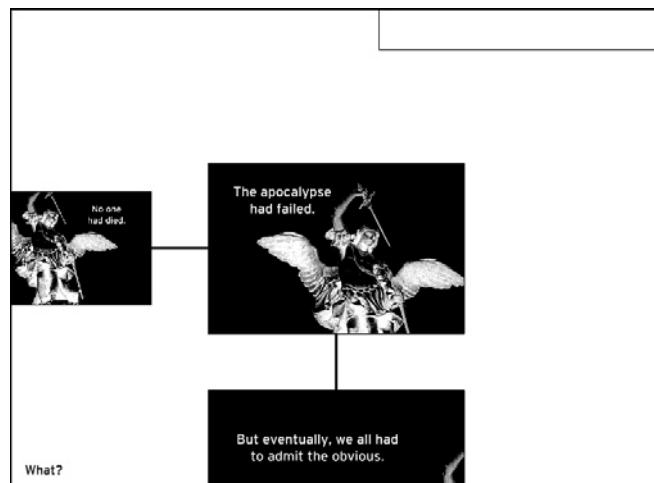 No one
had died.
The apocalypse
had failed.
But eventually, we all had
to admit the obvious.
What?